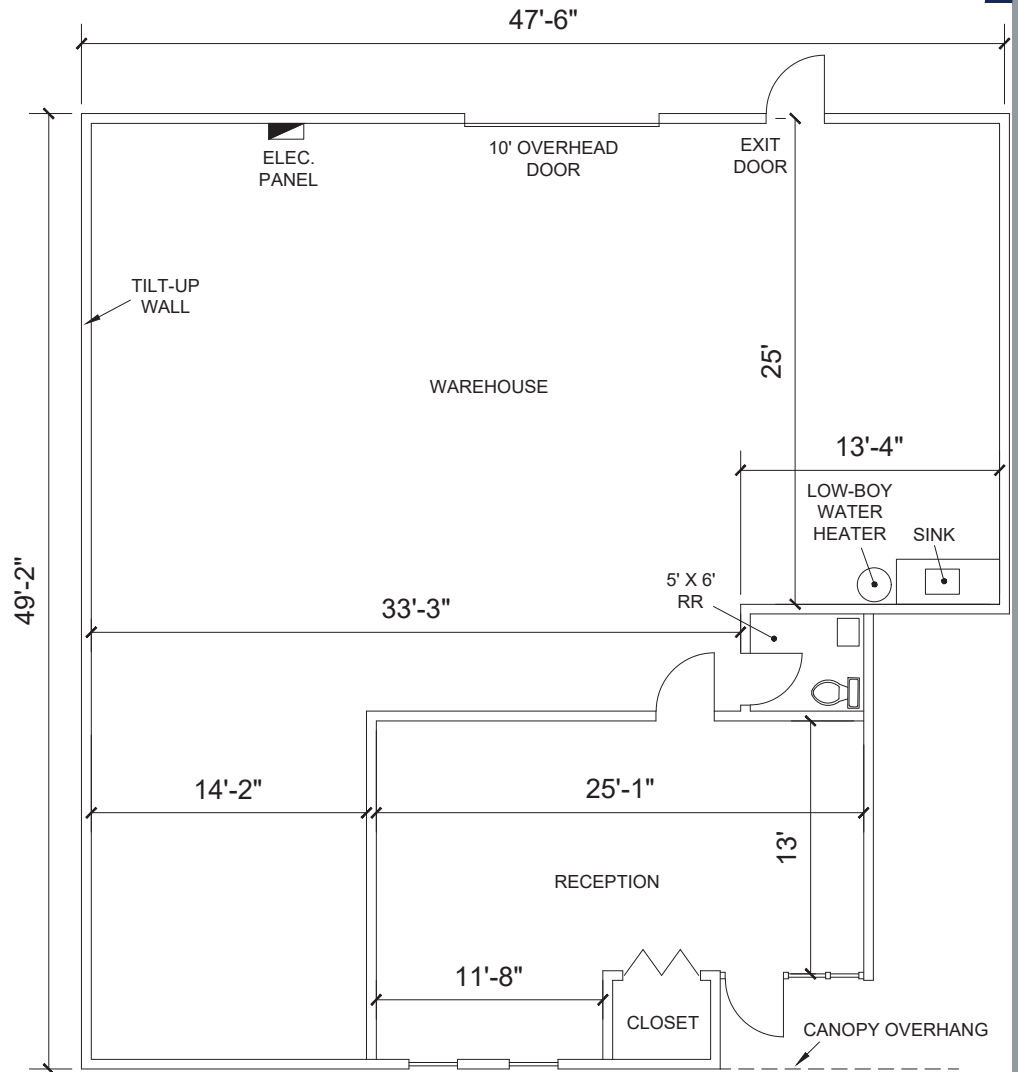 47'-6"
ELEC.
PANEL
10' OVERHEAD
DOOR
EXIT
DOOR
TILT-UP
WALL
WAREHOUSE
25'
13'-4"
LOW-BOY
WATER
HEATER
SINK
49'-2"
5' X 6'
RR
33'-3"
14'-2"
25'-1"
13'
RECEPTION
11'-8"
CLOSET
CANOPY OVERHANG